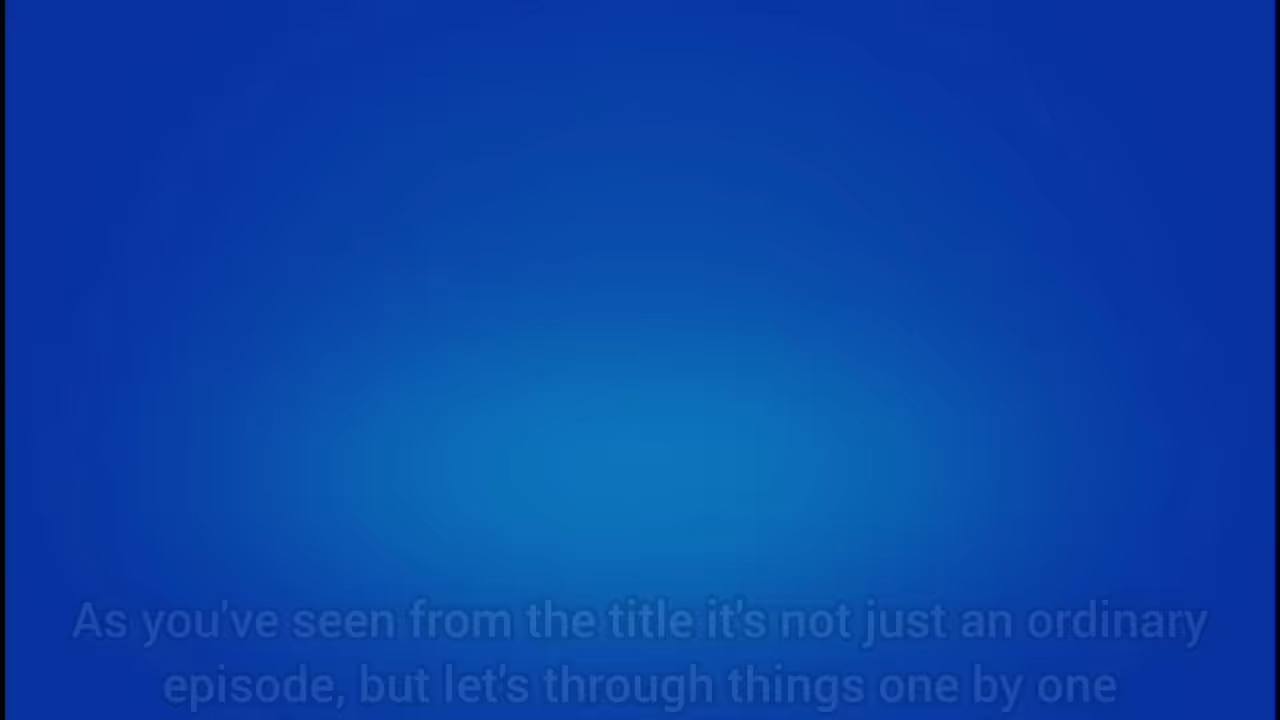 As you've seen from the title it's not just an ordinary
episode, but let's through things one by one